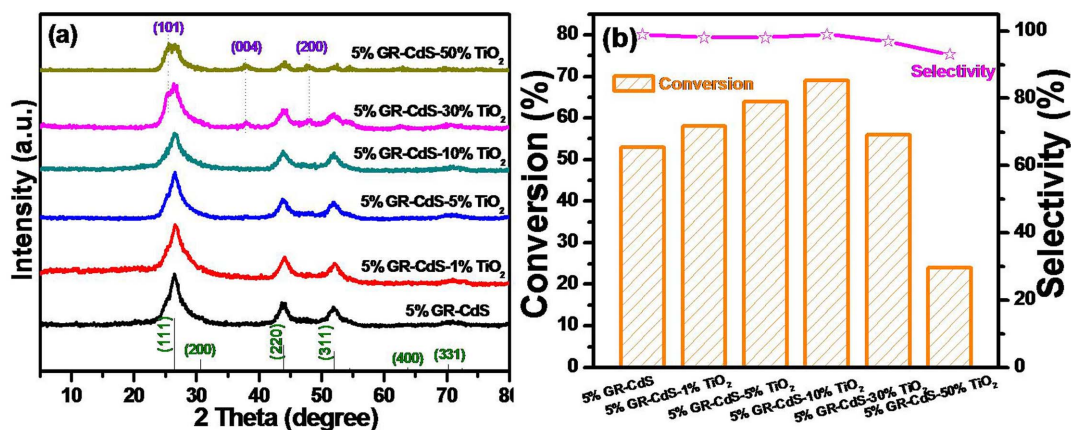 (a)
(101)
(004)
(200)
5% GR-CdS-50% TiO₂
5% GR-CdS-30% TiO₂
5% GR-CdS-10% TiO₂
5% GR-CdS-5% TiO₂
5% GR-CdS-1% TiO₂
5% GR-CdS
(111)
(200)
(220)
(311)
(400)
(331)
Intensity (a.u.)
10 20 30 40 50 60 70 80
2 Theta (degree)
(b)
Selectivity
Conversion
Conversion (%)
80
70
60
50
40
30
20
10
0
Selectivity (%)
100
80
60
40
20
0
5% GR-CdS
5% GR-CdS-1% TiO₂
5% GR-CdS-5% TiO₂
5% GR-CdS-10% TiO₂
5% GR-CdS-30% TiO₂
5% GR-CdS-50% TiO₂